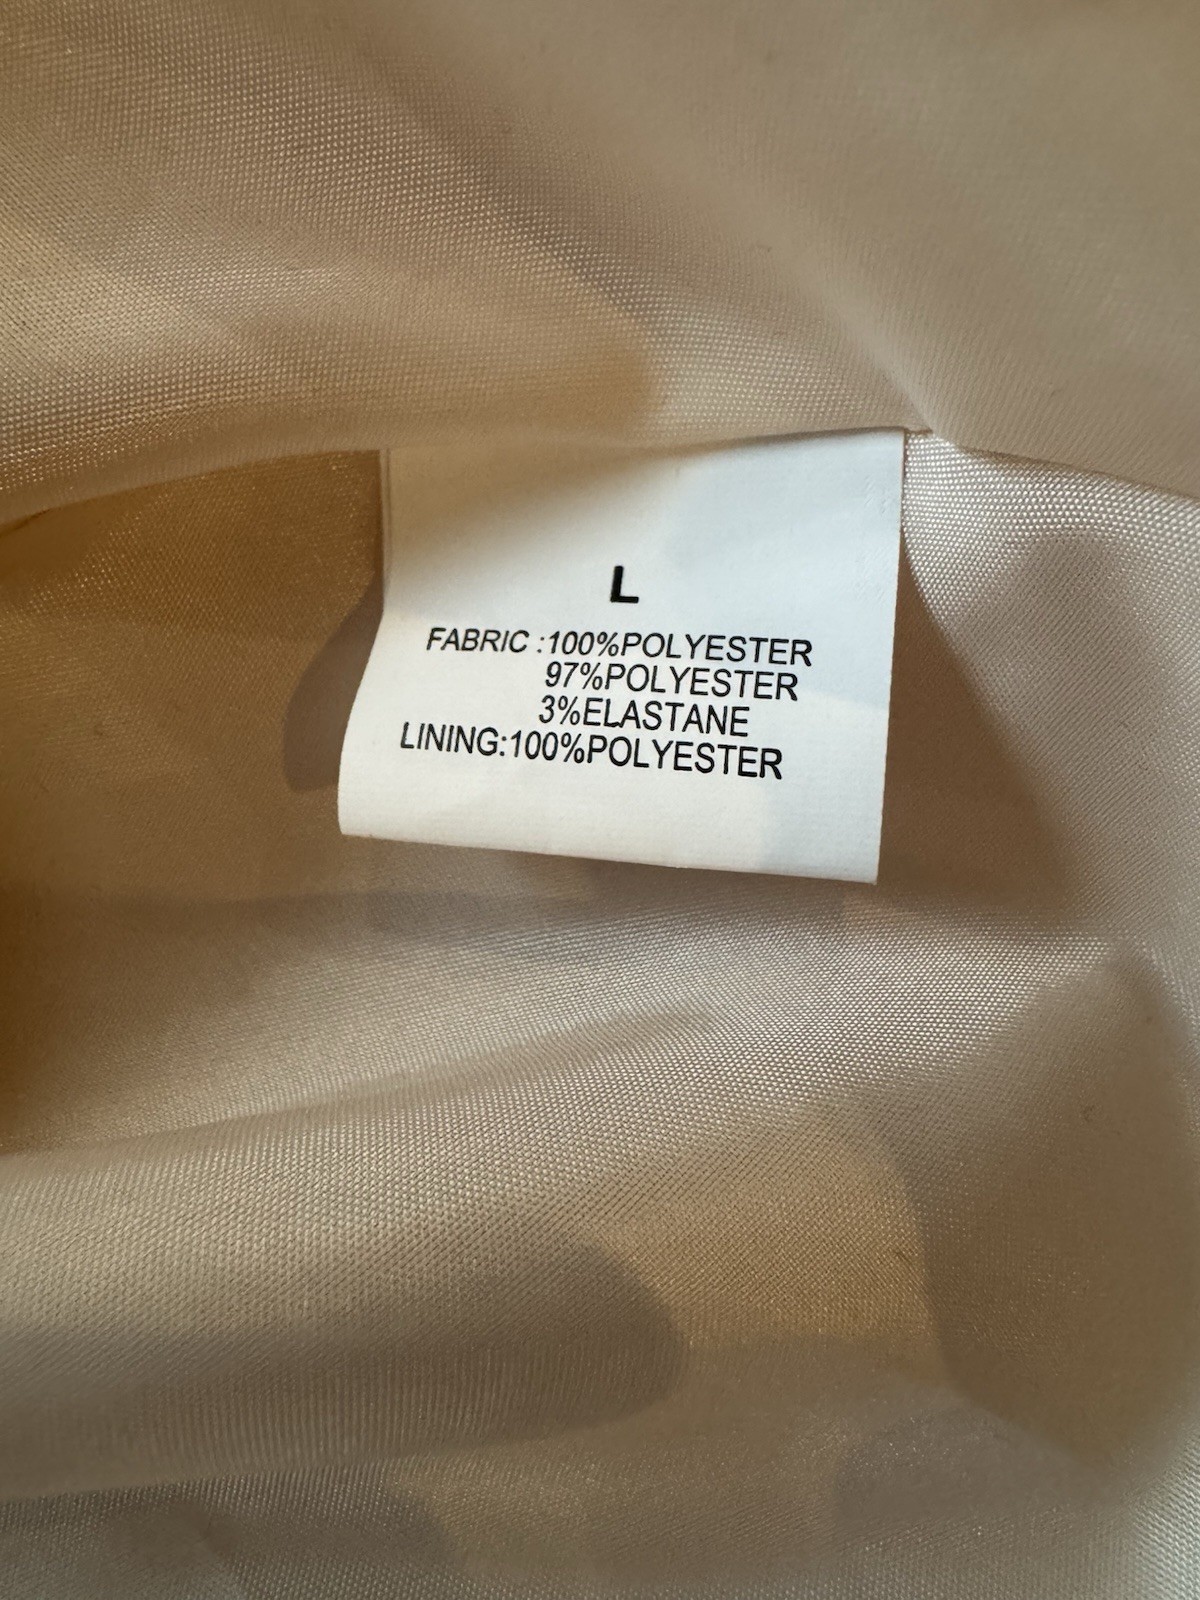 L
FABRIC :100%POLYESTER
97%POLYESTER
3%ELASTANE
LINING:100%POLYESTER